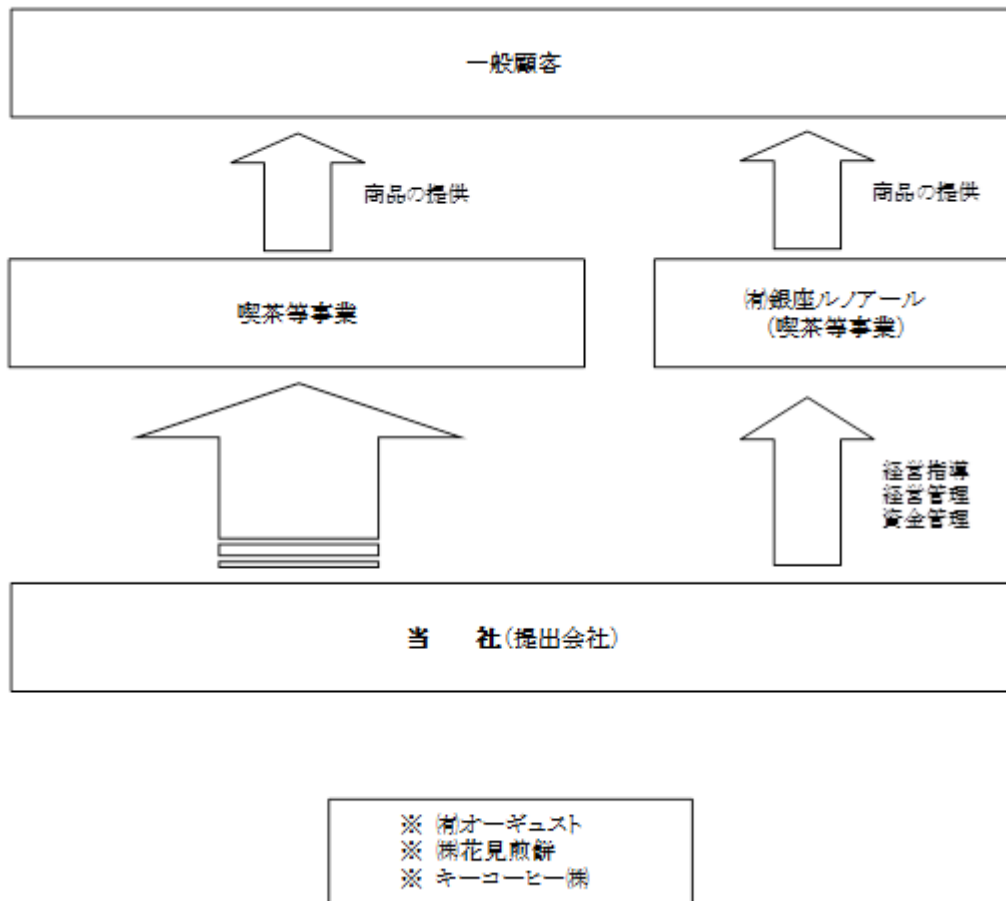 一般顧客
商品の提供
商品の提供
喫茶等事業
㈲銀座ルノアール
(喫茶等事業)
経営指導
経営管理
資金管理
当　　社(提出会社)
※ ㈲オーギュスト
※ ㈱花見煎餅
※ キーコーヒー㈱